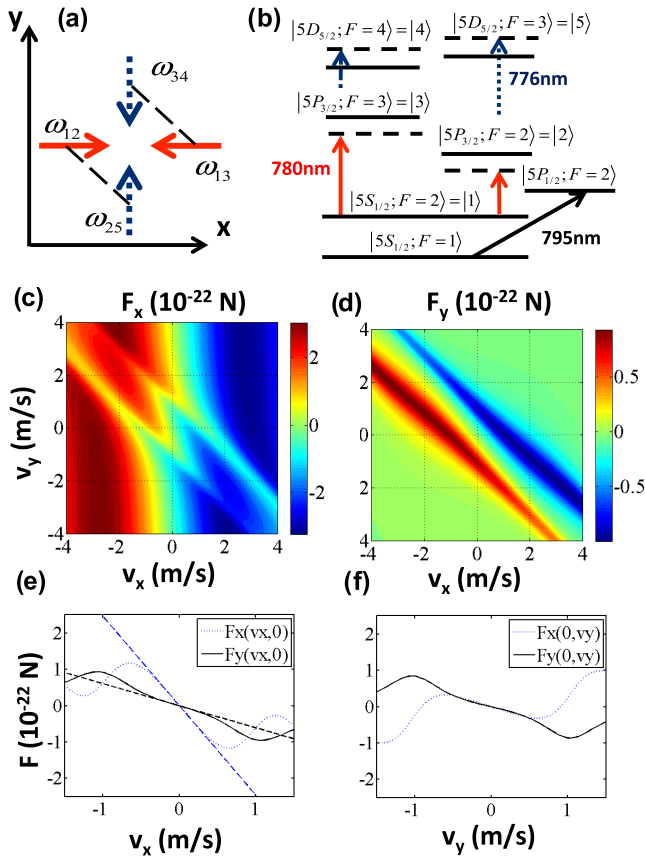 (a)
y
ω34
ω12
ω13
ω25
x
(b)
|5D5/2; F = 4⟩ = |4⟩
|5D5/2; F = 3⟩ = |5⟩
776nm
|5P3/2; F = 3⟩ = |3⟩
|5P3/2; F = 2⟩ = |2⟩
780nm
|5P1/2; F = 2⟩
|5S1/2; F = 2⟩ = |1⟩
|5S1/2; F = 1⟩
795nm
(c) Fx (10-22 N)
4
2
0
-2
-4
-4 -2 0 2 4
vy (m/s)
vx (m/s)
2
0
-2
(d) Fy (10-22 N)
4
2
0
2
4
-4 -2 0 2 4
vx (m/s)
0.5
0
-0.5
(e)
Fx(vx,0)
Fy(vx,0)
2
1
0
-1
-2
-1 0 1
F (10-22 N)
vx (m/s)
(f)
Fx(0,vy)
Fy(0,vy)
2
1
0
-1
-2
-1 0 1
vy (m/s)